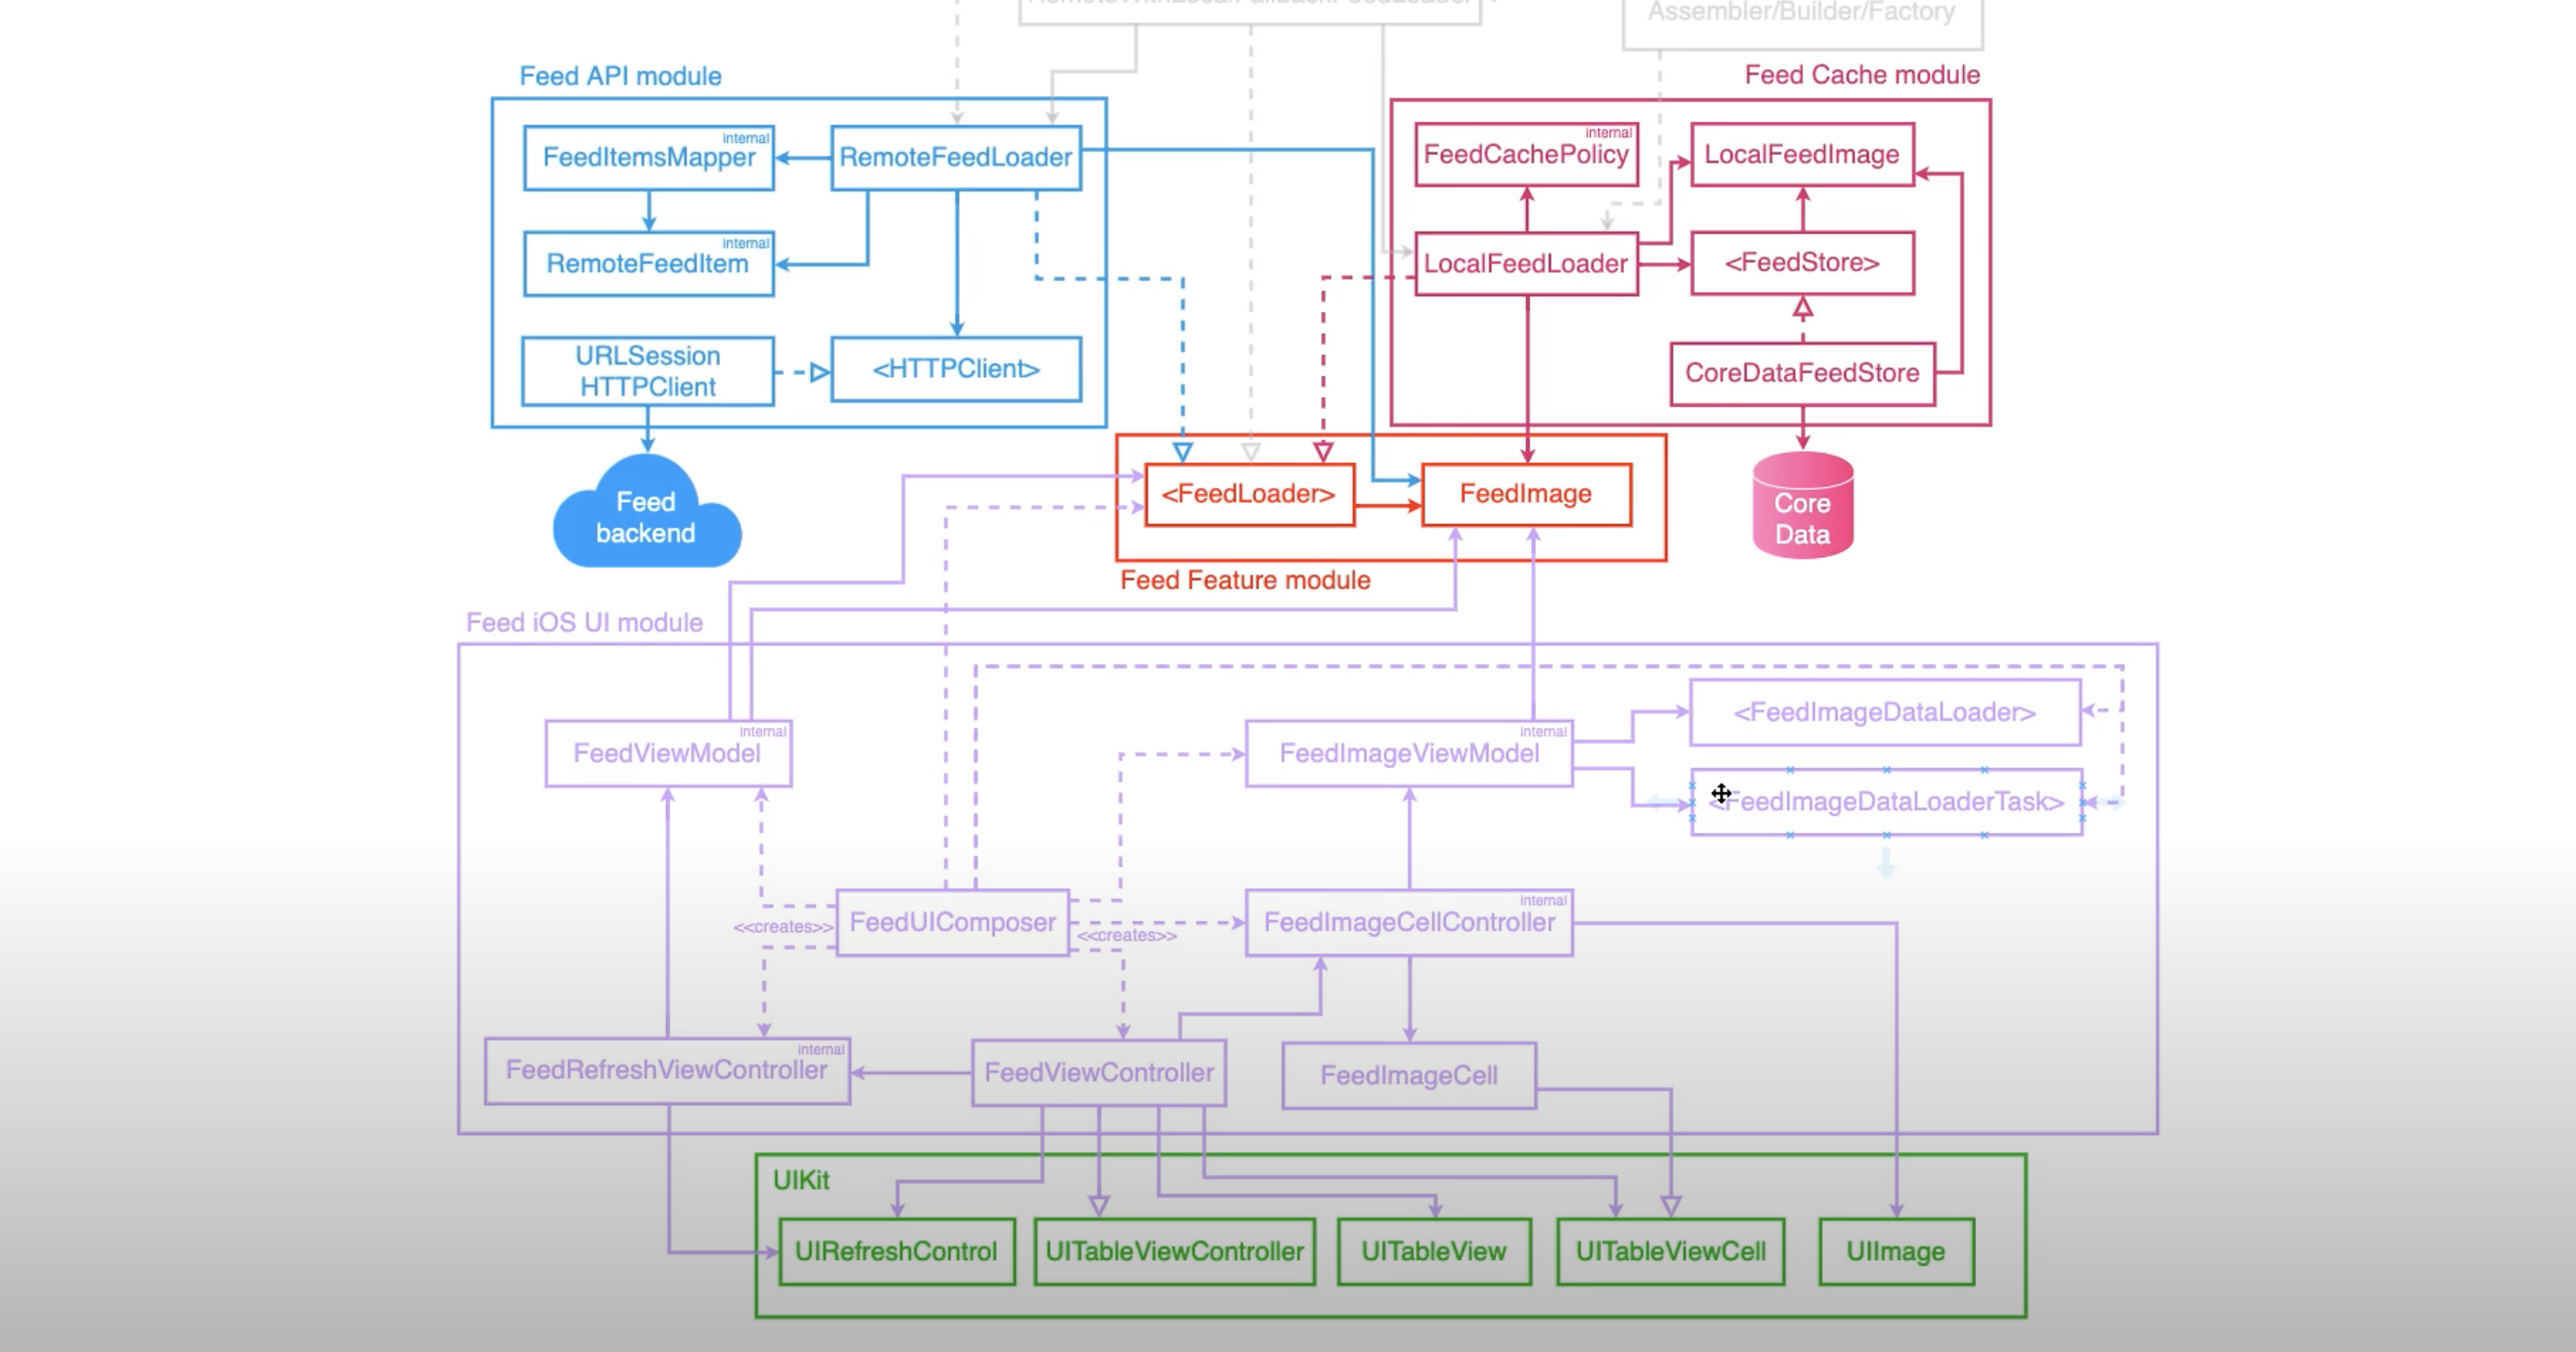 Assembler/Builder/Factory
Feed API module
Feed Cache module
internal
FeedItemsMapper
RemoteFeedLoader
internal
FeedCachePolicy
LocalFeedImage
internal
RemoteFeedItem
LocalFeedLoader
<FeedStore>
URLSession
HTTPClient
<HTTPClient>
CoreDataFeedStore
Feed
backend
<FeedLoader>
FeedImage
Core
Data
Feed Feature module
Feed iOS UI module
internal
FeedViewModel
internal
FeedImageViewModel
<FeedImageDataLoader>
<FeedImageDataLoaderTask>
<<creates>>
FeedUIComposer
<<creates>>
internal
FeedImageCellController
internal
FeedRefreshViewController
FeedViewController
FeedImageCell
UIKit
UIRefreshControl
UITableViewController
UITableView
UITableViewCell
UIImage